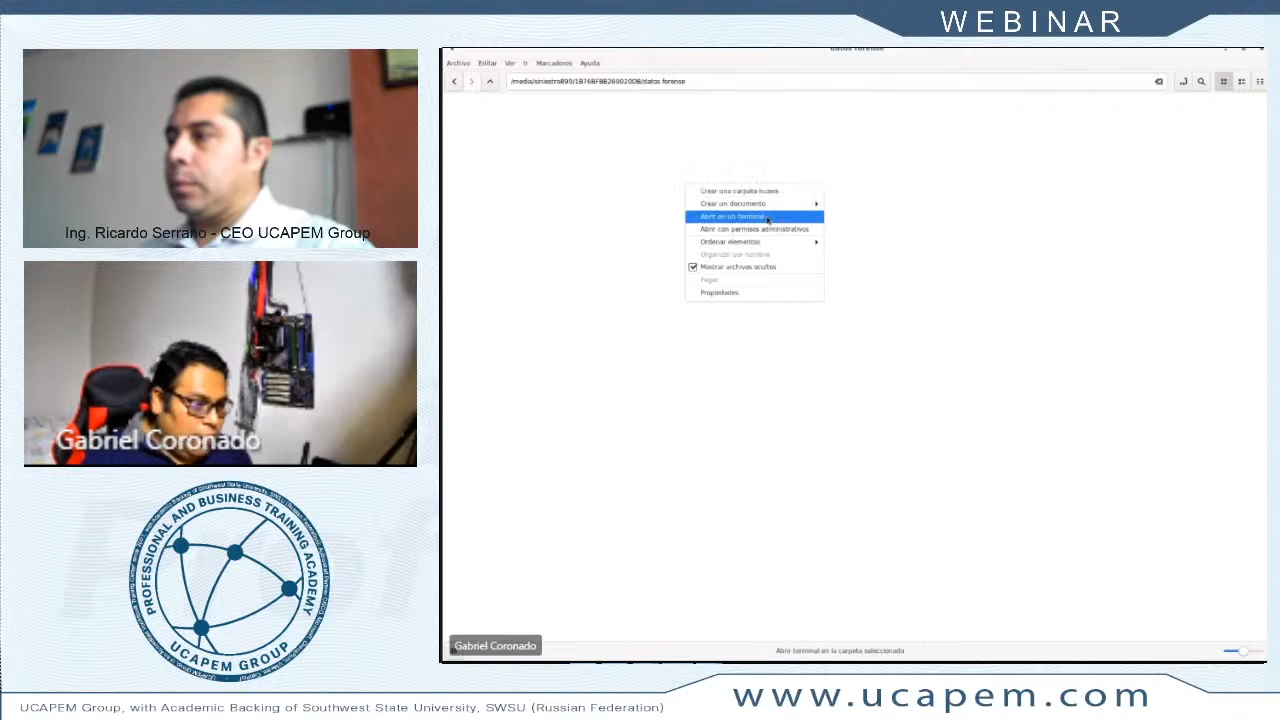 WEBINAR
Ing. Ricardo Serrano - CEO UCAPEM Group
Gabriel Coronado
PROFESSIONAL AND BUSINESS TRAINING ACADEMY
UCAPEM GROUP
datos forense
Archivo Editar Ver Ir Marcadores Ayuda
Crear una carpeta nueva
Crear un documento
Abrir en un terminal
Abrir con permisos administrativos
Ordenar elementos
Organizar por nombre
Mostrar archivos ocultos
Pegar
Propiedades
Gabriel Coronado
Abrir terminal en la carpeta seleccionada
UCAPEM Group, with Academic Backing of Southwest State University, SWSU (Russian Federation)
www.ucapem.com